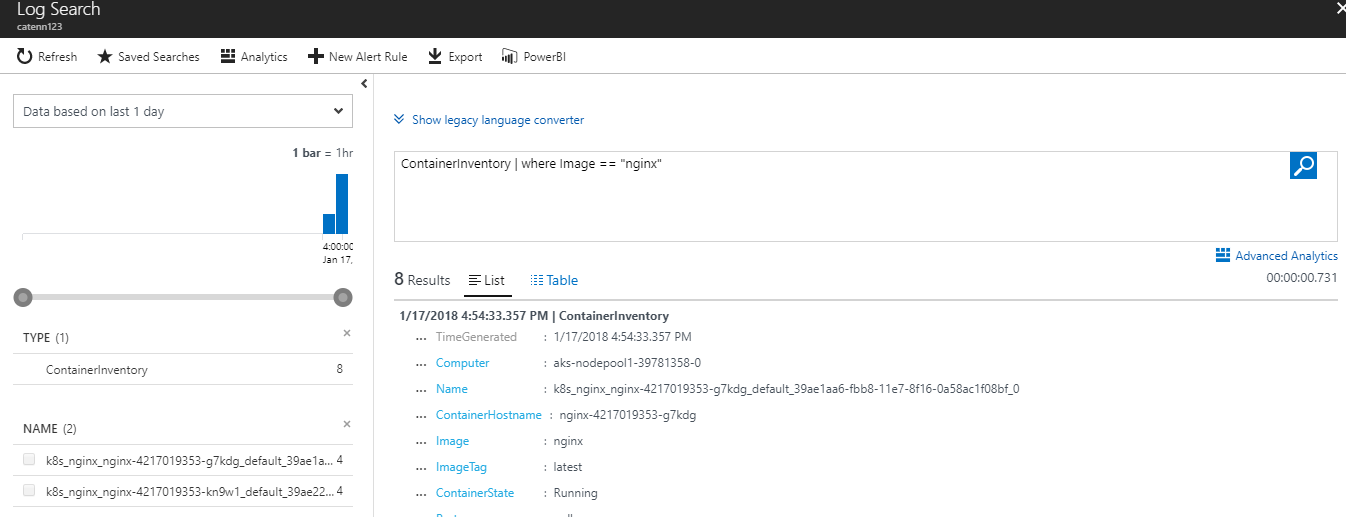 Log Search
catenn123
Refresh Saved Searches Analytics New Alert Rule Export PowerBI
Data based on last 1 day
1 bar = 1hr
4:00:00
Jan 17,
TYPE (1)
ContainerInventory 8
NAME (2)
k8s_nginx_nginx-4217019353-g7kdg_default_39ae1a... 4
k8s_nginx_nginx-4217019353-kn9w1_default_39ae22... 4
Show legacy language converter
ContainerInventory | where Image == "nginx"
Advanced Analytics
8 Results List Table 00:00:00.731
1/17/2018 4:54:33.357 PM | ContainerInventory
... TimeGenerated : 1/17/2018 4:54:33.357 PM
... Computer : aks-nodepool1-39781358-0
... Name : k8s_nginx_nginx-4217019353-g7kdg_default_39ae1aa6-fbb8-11e7-8f16-0a58ac1f08bf_0
... ContainerHostname : nginx-4217019353-g7kdg
... Image : nginx
... ImageTag : latest
... ContainerState : Running